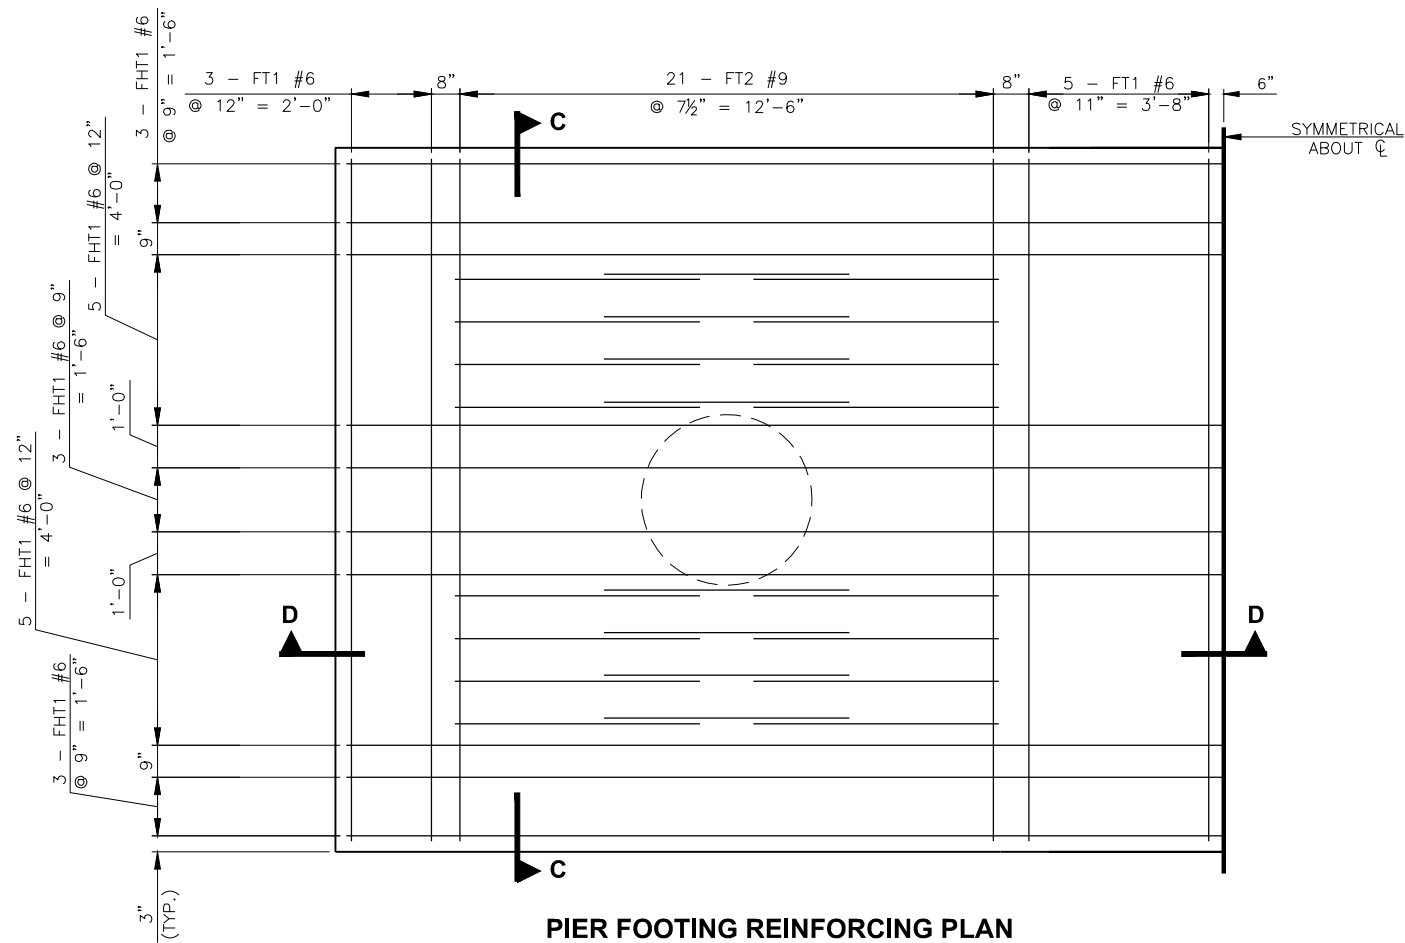 3 - FHT1 #6
@ 9" = 1'-6"
3 - FT1 #6
@ 12" = 2'-0"
8"
21 - FT2 #9
@ 7½" = 12'-6"
8"
5 - FT1 #6
@ 11" = 3'-8"
6"
SYMMETRICAL
ABOUT ℄
C
5 - FHT1 #6 @ 12"
= 4'-0"
9"
3 - FHT1 #6 @ 9"
= 1'-6"
1'-0"
5 - FHT1 #6 @ 12"
= 4'-0"
1'-0"
D
D
3 - FHT1 #6
@ 9" = 1'-6"
9"
C
3"
(TYP.)
PIER FOOTING REINFORCING PLAN